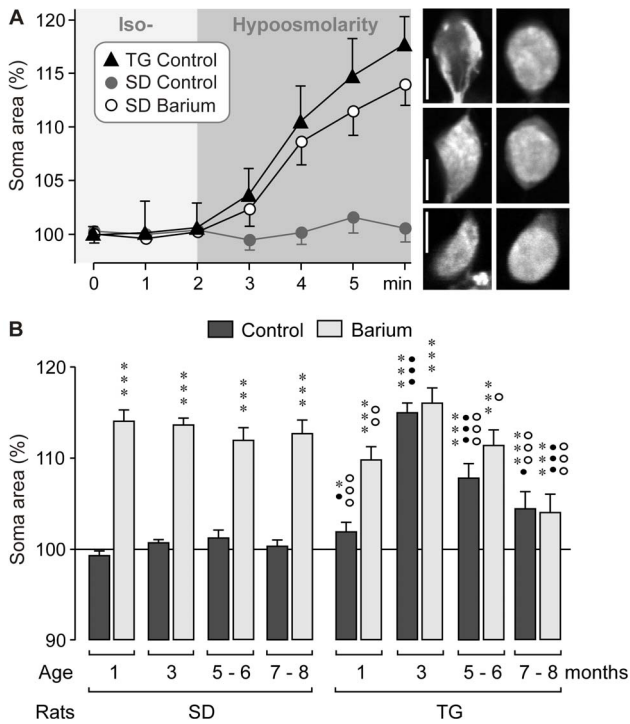 A
Iso-
Hypoosmolarity
120
115
110
105
100
Soma area (%)
TG Control
SD Control
SD Barium
0 1 2 3 4 5 min
B
Control
Barium
120
110
100
90
Soma area (%)
***
***
***
***
*●
○○○
***
○○
***
●●●
***
***
●●●
○○○
***
○
***
●
○○○
***
●●●
○○○
Age 1 3 5 - 6 7 - 8 1 3 5 - 6 7 - 8 months
Rats SD TG